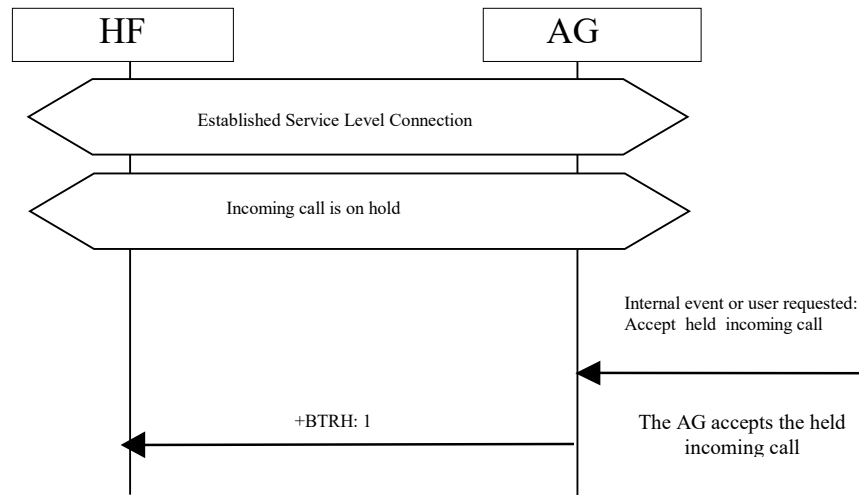 HF
AG
Established Service Level Connection
Incoming call is on hold
Internal event or user requested:
Accept held incoming call
+BTRH: 1
The AG accepts the held
incoming call